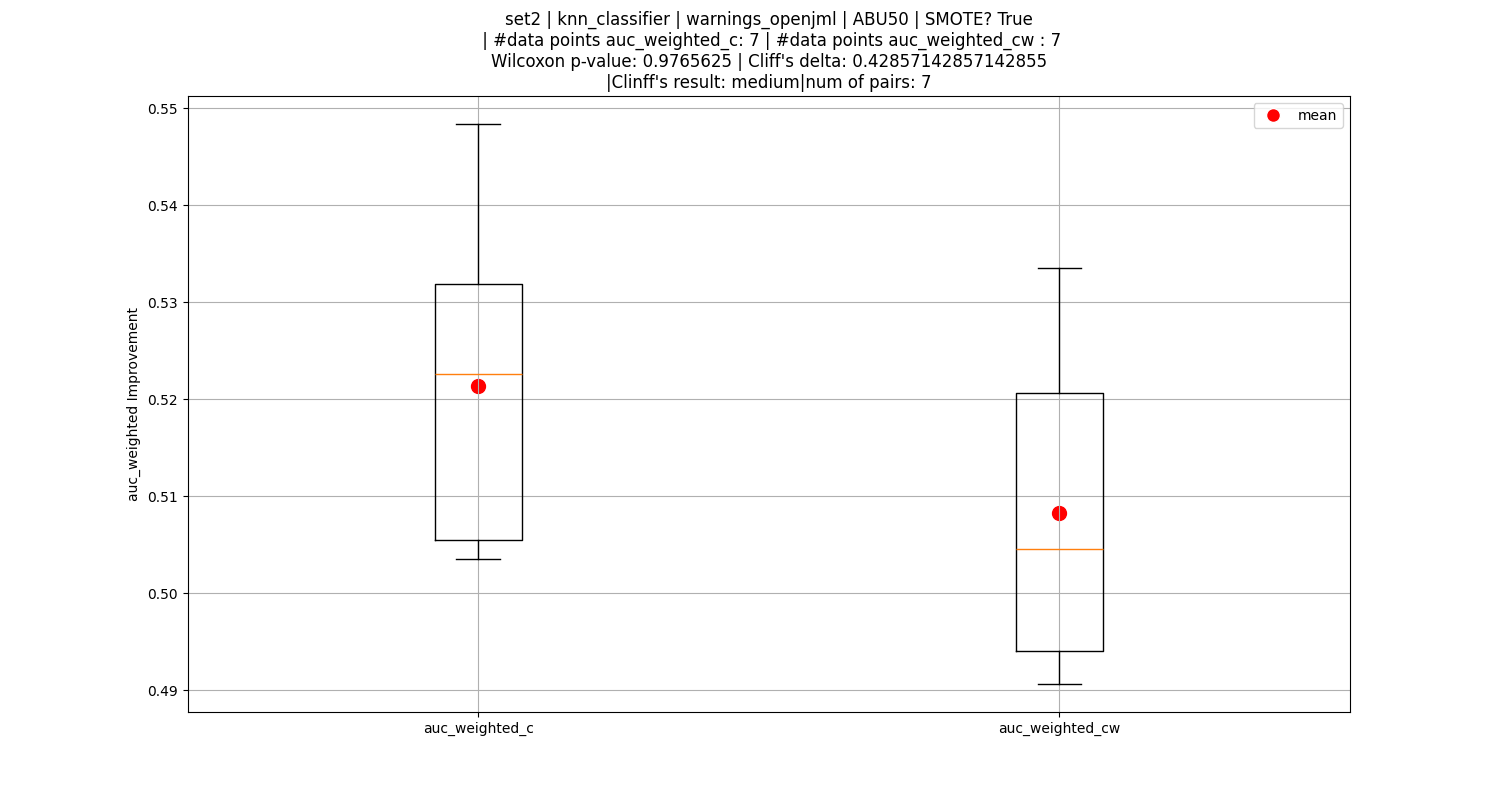 set2 | knn_classifier | warnings_openjml | ABU50 | SMOTE? True
| #data points auc_weighted_c: 7 | #data points auc_weighted_cw : 7
Wilcoxon p-value: 0.9765625 | Cliff's delta: 0.42857142857142855
|Clinff's result: medium|num of pairs: 7
mean
auc_weighted Improvement
0.55
0.54
0.53
0.52
0.51
0.50
0.49
auc_weighted_c
auc_weighted_cw